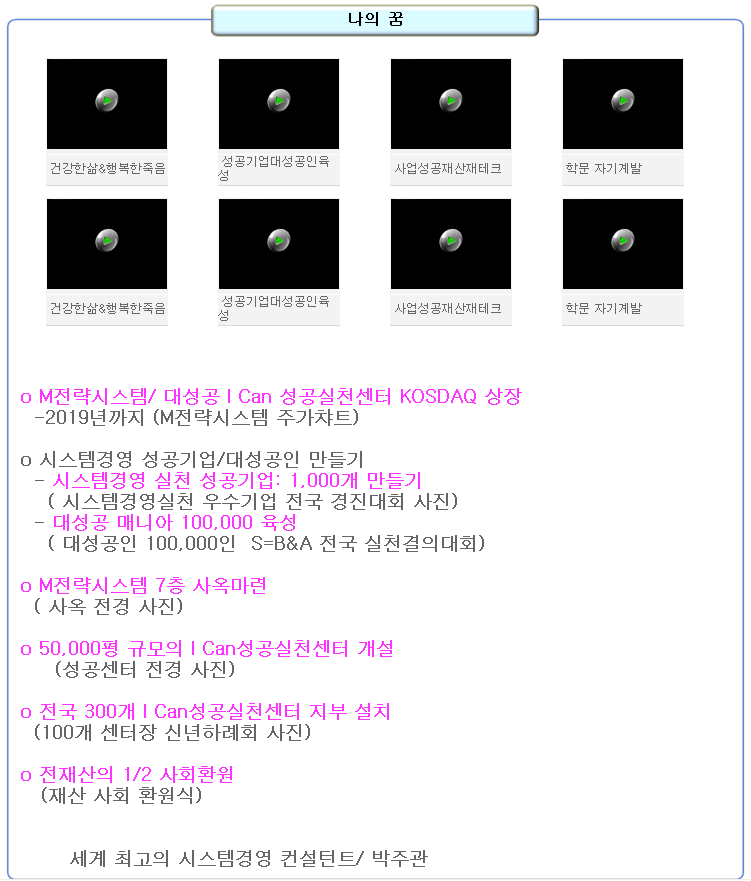 나의 꿈
건강한삶&행복한죽음
성공기업대성공인육
성
사업성공재산재테크
학문 자기계발
건강한삶&행복한죽음
성공기업대성공인육
성
사업성공재산재테크
학문 자기계발
o M전략시스템/ 대성공 I Can 성공실천센터 KOSDAQ 상장
-2019년까지 (M전략시스템 주가챠트)
o 시스템경영 성공기업/대성공인 만들기
- 시스템경영 실천 성공기업: 1,000개 만들기
( 시스템경영실천 우수기업 전국 경진대회 사진)
- 대성공 매니아 100,000 육성
( 대성공인 100,000인 S=B&A 전국 실천결의대회)
o M전략시스템 7층 사옥마련
( 사옥 전경 사진)
o 50,000평 규모의 I Can성공실천센터 개설
(성공센터 전경 사진)
o 전국 300개 I Can성공실천센터 지부 설치
(100개 센터장 신년하례회 사진)
o 전재산의 1/2 사회환원
(재산 사회 환원식)
세계 최고의 시스템경영 컨설턴트/ 박주관